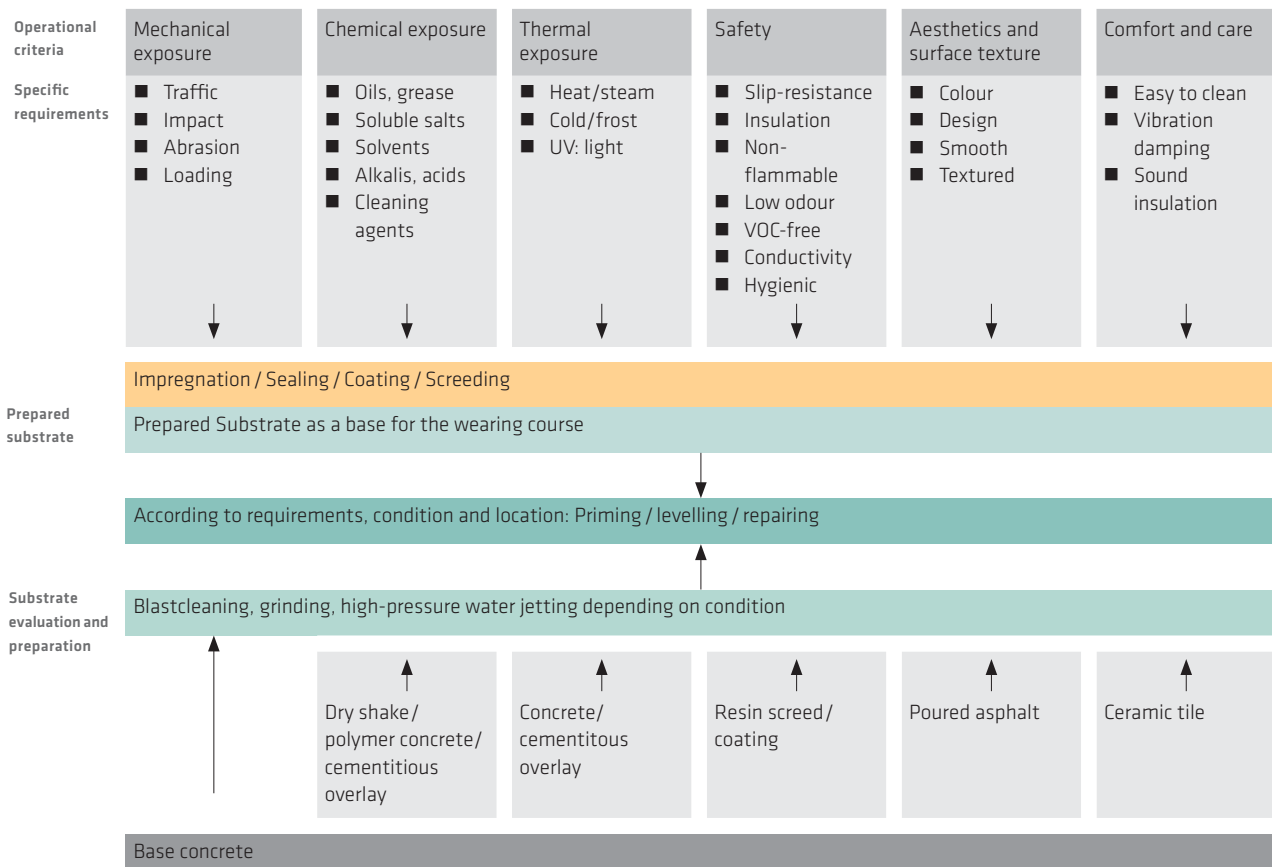 Operational
criteria
Mechanical
exposure
Chemical exposure
Thermal
exposure
Safety
Aesthetics and
surface texture
Comfort and care
Specific
requirements
■ Traffic
■ Impact
■ Abrasion
■ Loading
■ Oils, grease
■ Soluble salts
■ Solvents
■ Alkalis, acids
■ Cleaning
agents
■ Heat/steam
■ Cold/frost
■ UV: light
■ Slip-resistance
■ Insulation
■ Non-
flammable
■ Low odour
■ VOC-free
■ Conductivity
■ Hygienic
■ Colour
■ Design
■ Smooth
■ Textured
■ Easy to clean
■ Vibration
damping
■ Sound
insulation
Impregnation / Sealing / Coating / Screeding
Prepared
substrate
Prepared Substrate as a base for the wearing course
According to requirements, condition and location: Priming / levelling / repairing
Substrate
evaluation and
preparation
Blastcleaning, grinding, high-pressure water jetting depending on condition
Dry shake /
polymer concrete /
cementitious
overlay
Concrete /
cementitous
overlay
Resin screed /
coating
Poured asphalt
Ceramic tile
Base concrete